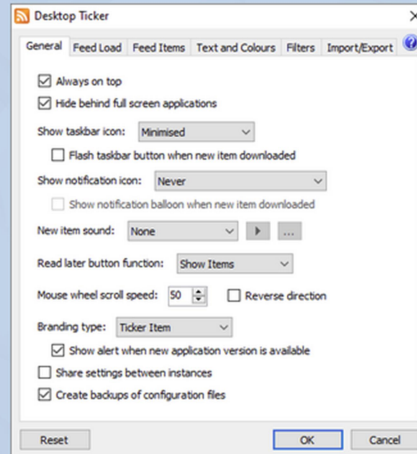 Desktop Ticker
General Feed Load Feed Items Text and Colours Filters Import/Export
Always on top
Hide behind full screen applications
Show taskbar icon: Minimised
Flash taskbar button when new item downloaded
Show notification icon: Never
Show notification balloon when new item downloaded
New item sound: None ...
Read later button function: Show Items
Mouse wheel scroll speed: 50 Reverse direction
Branding type: Ticker Item
Show alert when new application version is available
Share settings between instances
Create backups of configuration files
Reset OK Cancel